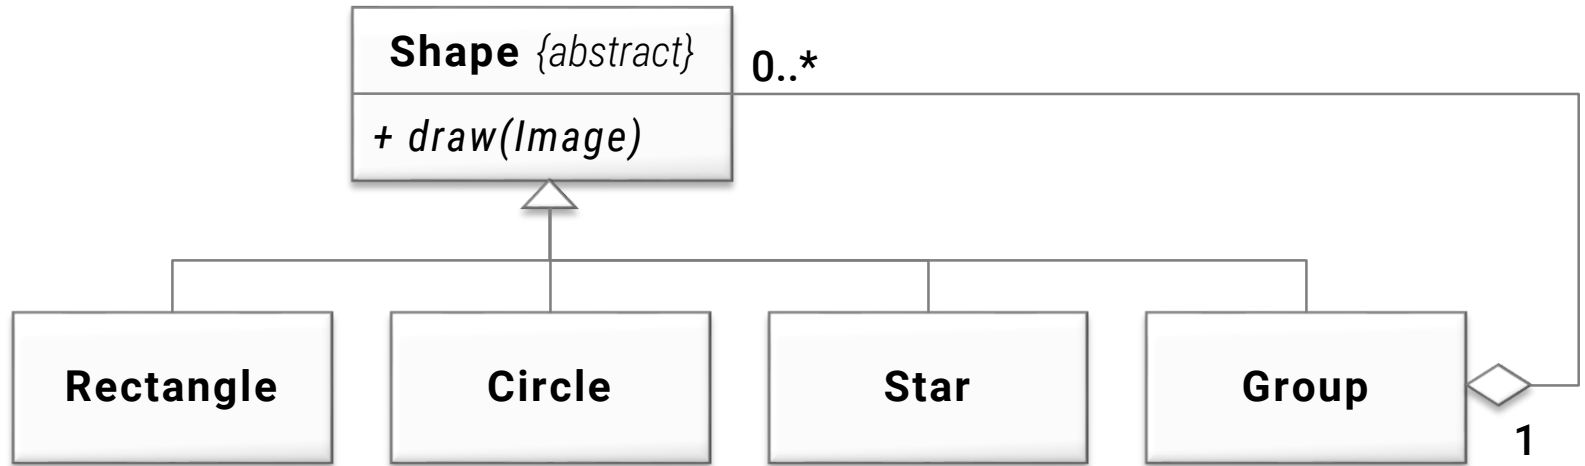 Shape {abstract}
0..*
+ draw(Image)
Rectangle
Circle
Star
Group
1